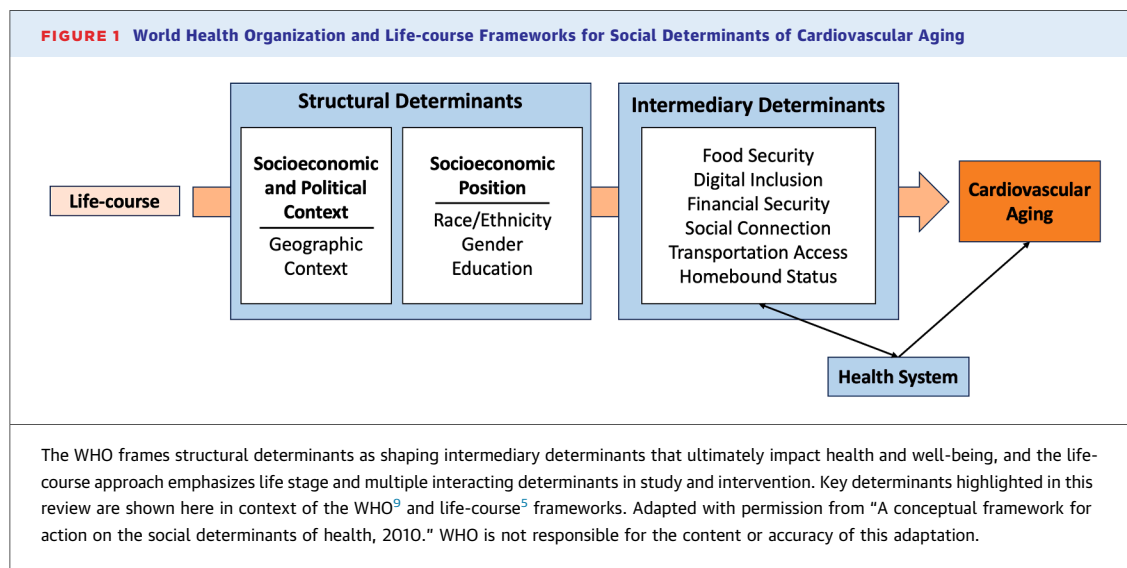 FIGURE 1 World Health Organization and Life-course Frameworks for Social Determinants of Cardiovascular Aging
Life-course
Structural Determinants
Socioeconomic
and Political
Context
Geographic
Context
Socioeconomic
Position
Race/Ethnicity
Gender
Education
Intermediary Determinants
Food Security
Digital Inclusion
Financial Security
Social Connection
Transportation Access
Homebound Status
Cardiovascular
Aging
Health System
The WHO frames structural determinants as shaping intermediary determinants that ultimately impact health and well-being, and the life-
course approach emphasizes life stage and multiple interacting determinants in study and intervention. Key determinants highlighted in this
review are shown here in context of the WHO9 and life-course5 frameworks. Adapted with permission from “A conceptual framework for
action on the social determinants of health, 2010.” WHO is not responsible for the content or accuracy of this adaptation.